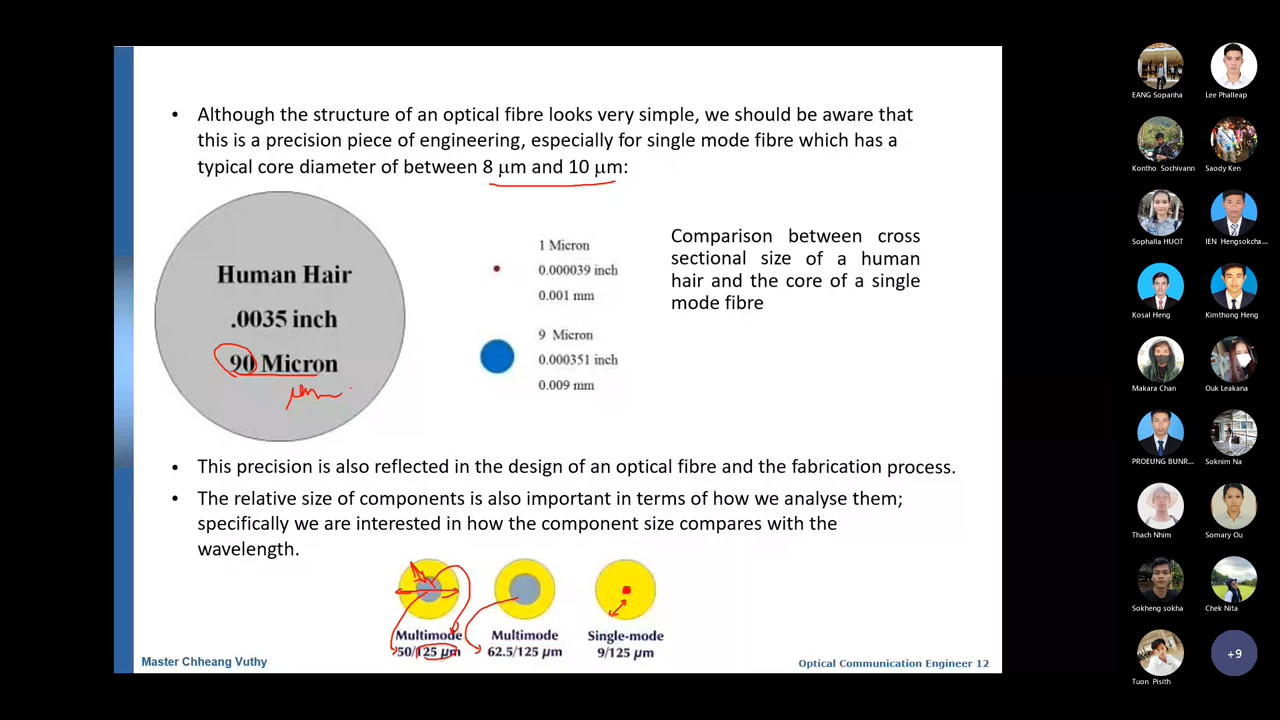 • Although the structure of an optical fibre looks very simple, we should be aware that
this is a precision piece of engineering, especially for single mode fibre which has a
typical core diameter of between 8 μm and 10 μm:
Human Hair
.0035 inch
90 Micron
μm
1 Micron
0.000039 inch
0.001 mm
9 Micron
0.000351 inch
0.009 mm
Comparison between cross
sectional size of a human
hair and the core of a single
mode fibre
• This precision is also reflected in the design of an optical fibre and the fabrication process.
• The relative size of components is also important in terms of how we analyse them;
specifically we are interested in how the component size compares with the
wavelength.
Multimode
50/125 μm
Multimode
62.5/125 μm
Single-mode
9/125 μm
Master Chheang Vuthy
Optical Communication Engineer 12
EANG Sopanha
Lee Phalleap
Kontho Sochivann
Saody Ken
Sophalla HUOT
IEN Hengsokcha...
Kosal Heng
Kimthong Heng
Makara Chan
Ouk Leakana
PROEUNG BUNR...
Soknim Na
Thach Nhim
Somary Ou
Sokheng sokha
Chek Nita
Tuon Pisith
+9